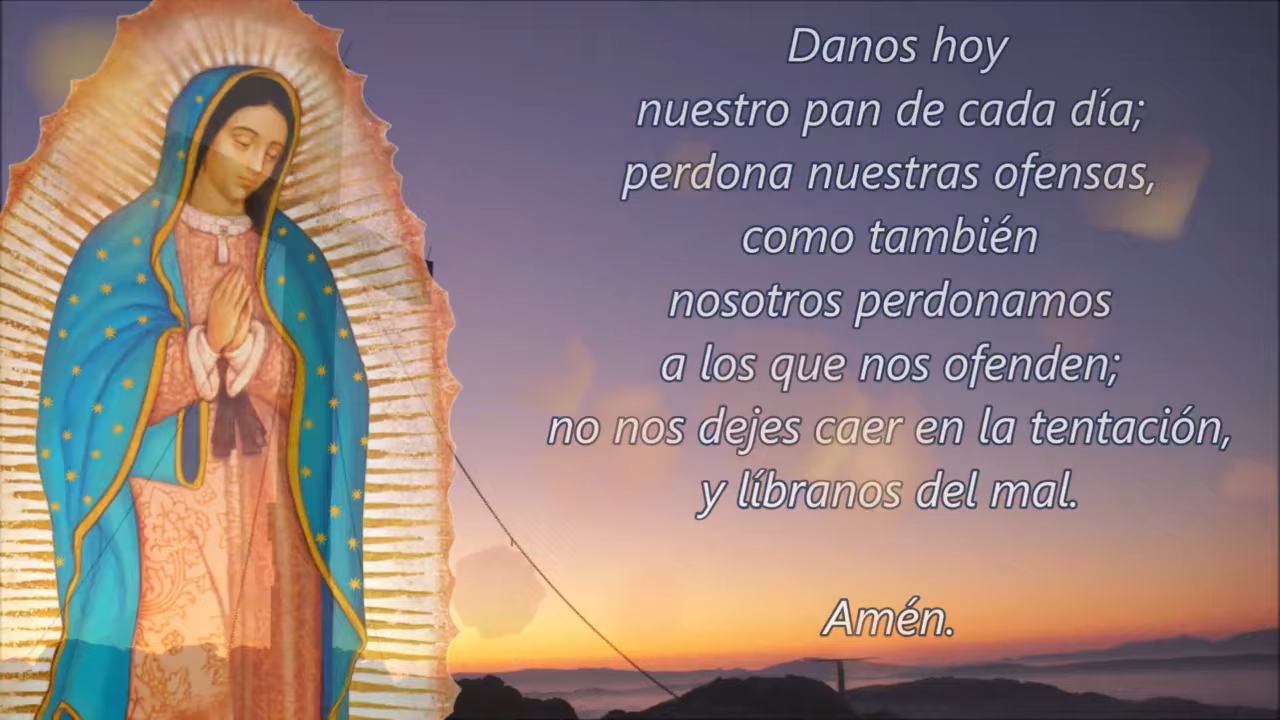 Danos hoy
nuestro pan de cada día;
perdona nuestras ofensas,
como también
nosotros perdonamos
a los que nos ofenden;
no nos dejes caer en la tentación,
y líbranos del mal.
Amén.